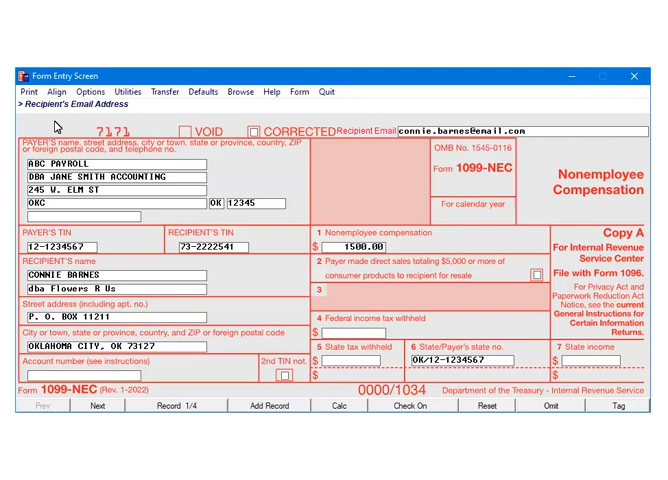 Form Entry Screen
Print Align Options Utilities Transfer Defaults Browse Help Form Quit
> Recipient's Email Address
7171 VOID CORRECTED Recipient Email connie.barnes@email.com
PAYER'S name, street address, city or town, state or province, country, ZIP
or foreign postal code, and telephone no.
ABC PAYROLL
DBA JANE SMITH ACCOUNTING
245 W. ELM ST
OKC OK 12345
OMB No. 1545-0116
Form 1099-NEC
For calendar year
Nonemployee
Compensation
PAYER'S TIN
12-1234567
RECIPIENT'S TIN
73-2222541
1 Nonemployee compensation
$ 1500.00
Copy A
For Internal Revenue
Service Center
File with Form 1096.
For Privacy Act and
Paperwork Reduction Act
Notice, see the current
General Instructions for
Certain Information
Returns.
RECIPIENT'S name
CONNIE BARNES
dba Flowers R Us
2 Payer made direct sales totaling $5,000 or more of
consumer products to recipient for resale
3
Street address (including apt. no.)
P. O. BOX 11211
4 Federal income tax withheld
$
City or town, state or province, country, and ZIP or foreign postal code
OKLAHOMA CITY, OK 73127
5 State tax withheld
$
$
6 State/Payer's state no.
OK/12-1234567
7 State income
$
$
Account number (see instructions)
2nd TIN not.
Form 1099-NEC (Rev. 1-2022) 0000/1034 Department of the Treasury - Internal Revenue Service
Prev Next Record 1/4 Add Record Calc Check On Reset Omit Tag